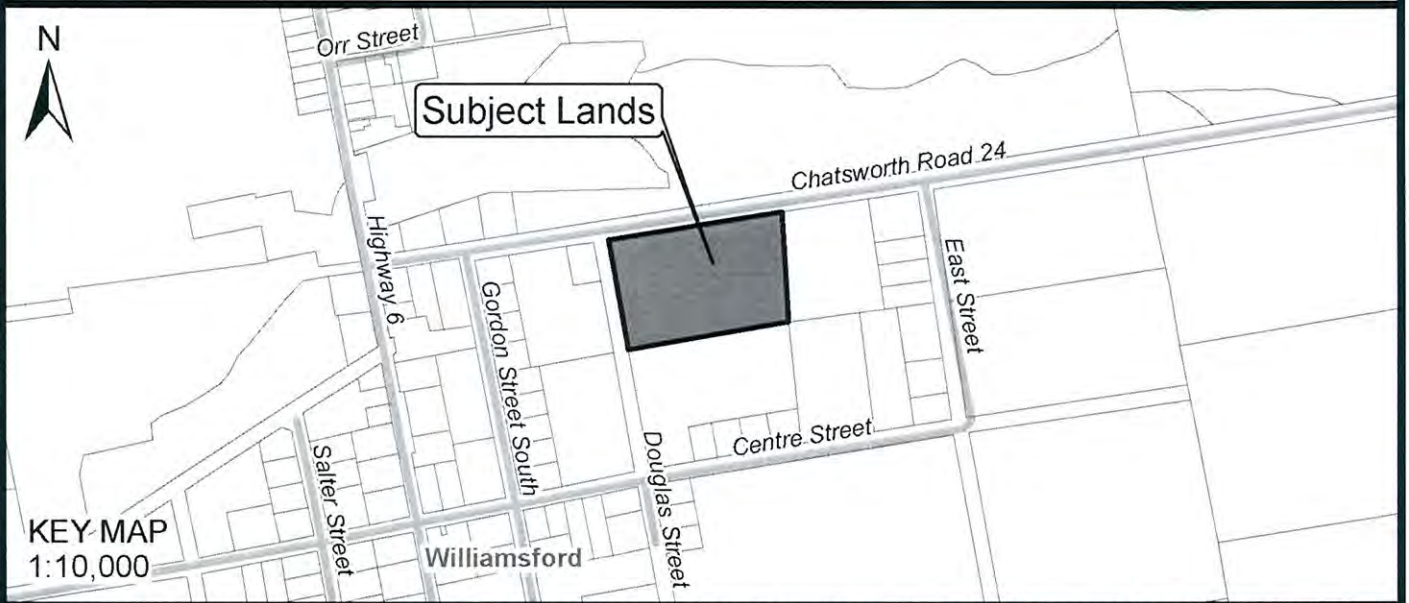 N
Orr Street
Subject Lands
Chatsworth Road 24
Highway 6
Gordon Street South
East Street
Douglas Street
Centre Street
Salter Street
KEY MAP
1:10,000
Williamsford